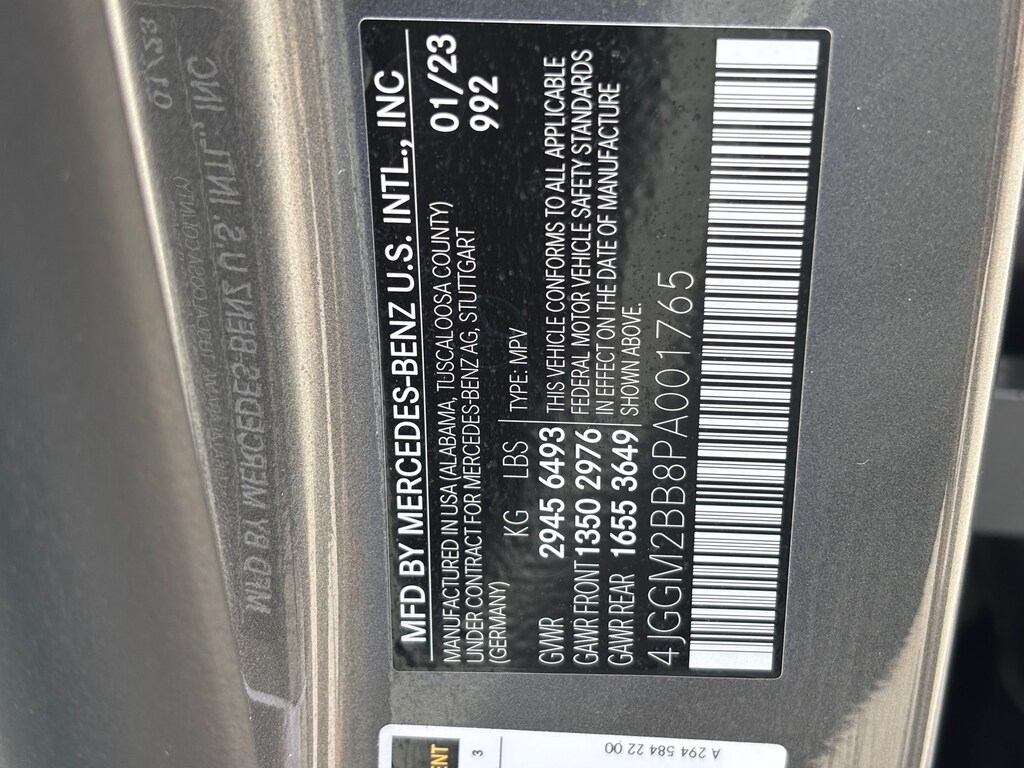 MFD BY MERCEDES-BENZ U.S. INTL., INC
MANUFACTURED IN USA (ALABAMA, TUSCALOOSA COUNTY)
UNDER CONTRACT FOR MERCEDES-BENZ AG, STUTTGART
(GERMANY)
01/23
992
KG LBS TYPE: MPV
GVWR 2945 6493 THIS VEHICLE CONFORMS TO ALL APPLICABLE
GAWR FRONT 1350 2976 FEDERAL MOTOR VEHICLE SAFETY STANDARDS
GAWR REAR 1655 3649 IN EFFECT ON THE DATE OF MANUFACTURE
SHOWN ABOVE.
4JGGM2BB8PA001765
3
A 294 584 22 00